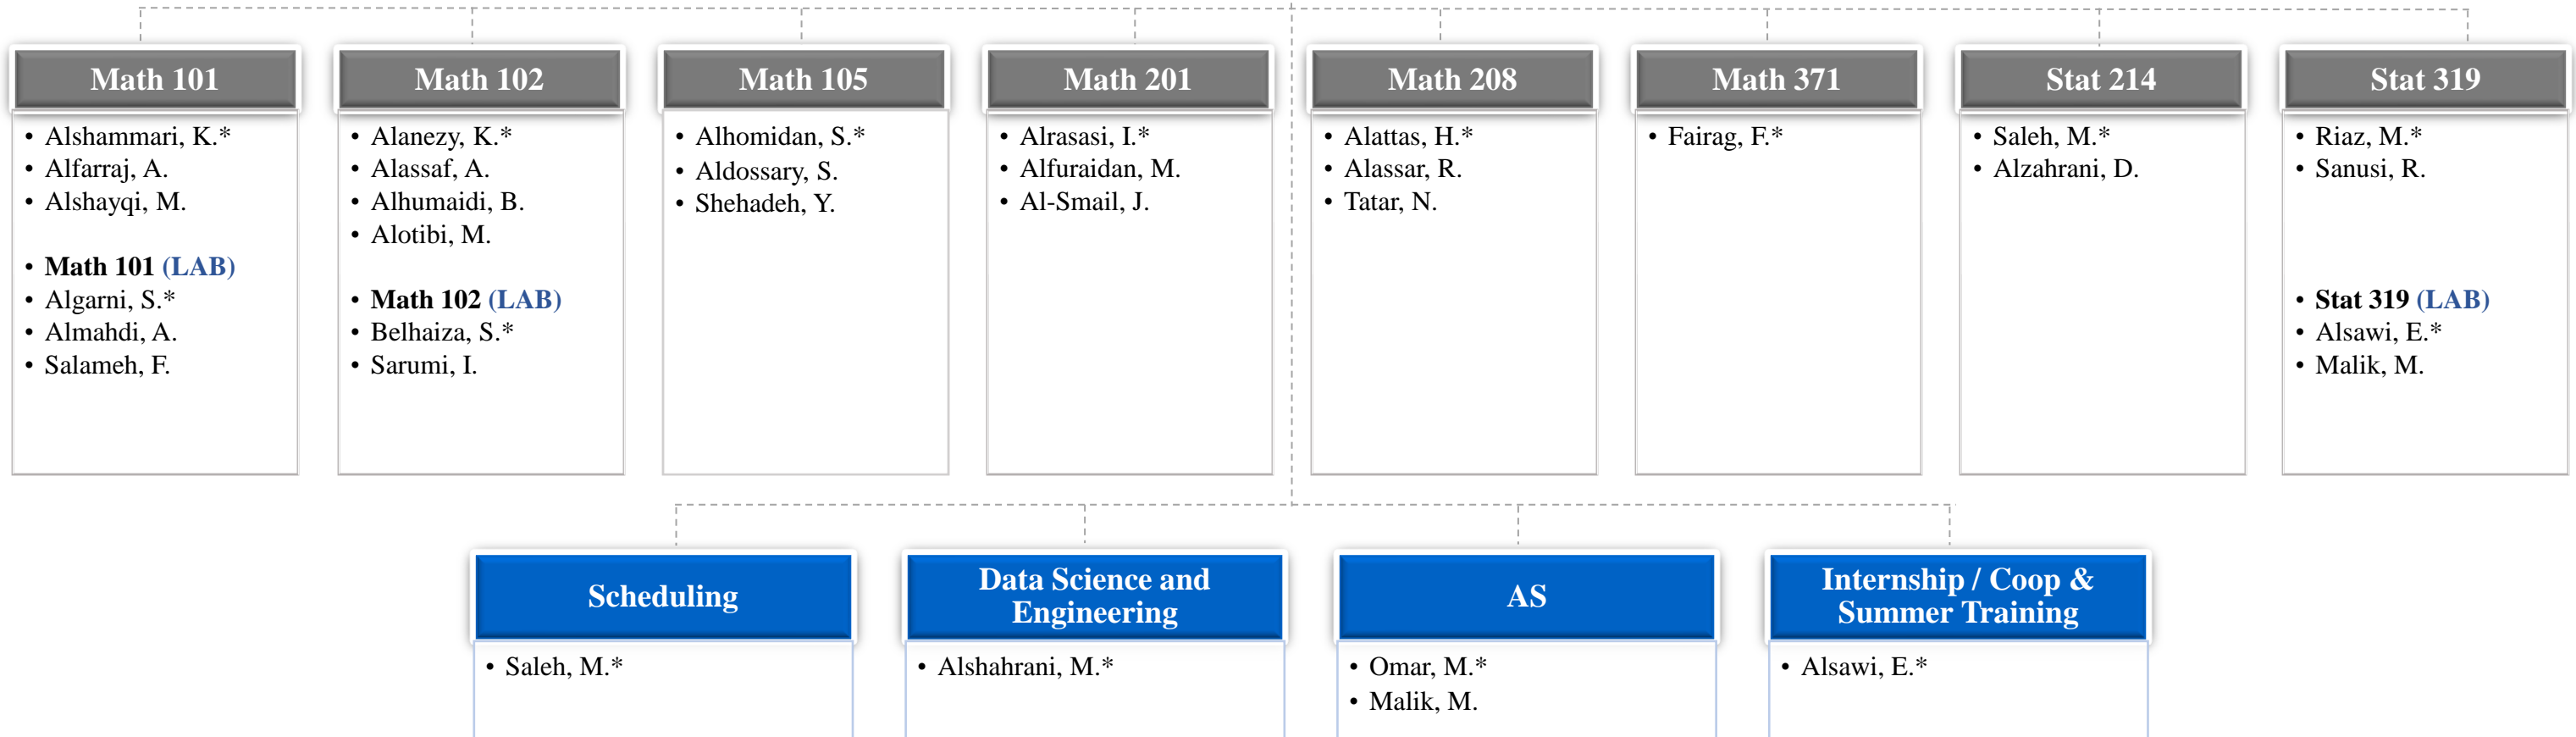 Math 101
• Alshammari, K.*
• Alfarraj, A.
• Alshayqi, M.
• Math 101 (LAB)
• Algarni, S.*
• Almahdi, A.
• Salameh, F.
Math 102
• Alanezy, K.*
• Alassaf, A.
• Alhumaidi, B.
• Alotibi, M.
• Math 102 (LAB)
• Belhaiza, S.*
• Sarumi, I.
Math 105
• Alhomidan, S.*
• Aldossary, S.
• Shehadeh, Y.
Math 201
• Alrasasi, I.*
• Alfuraidan, M.
• Al-Smail, J.
Math 208
• Alattas, H.*
• Alassar, R.
• Tatar, N.
Math 371
• Fairag, F.*
Stat 214
• Saleh, M.*
• Alzahrani, D.
Stat 319
• Riaz, M.*
• Sanusi, R.
• Stat 319 (LAB)
• Alsawi, E.*
• Malik, M.
Scheduling
• Saleh, M.*
Data Science and
Engineering
• Alshahrani, M.*
AS
• Omar, M.*
• Malik, M.
Internship / Coop &
Summer Training
• Alsawi, E.*